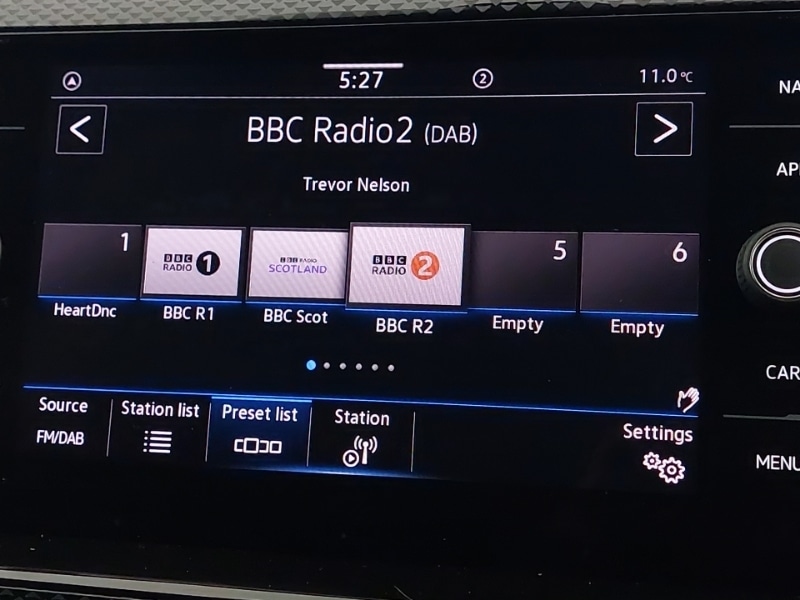 5:27
2
11.0°C
NA
<
BBC Radio2 (DAB)
>
Trevor Nelson
AP
1
BBC RADIO 1
BBC RADIO SCOTLAND
BBC RADIO 2
5
6
HeartDnc
BBC R1
BBC Scot
BBC R2
Empty
Empty
CAR
Source
Station list
Preset list
Station
Settings
FM/DAB
MENU